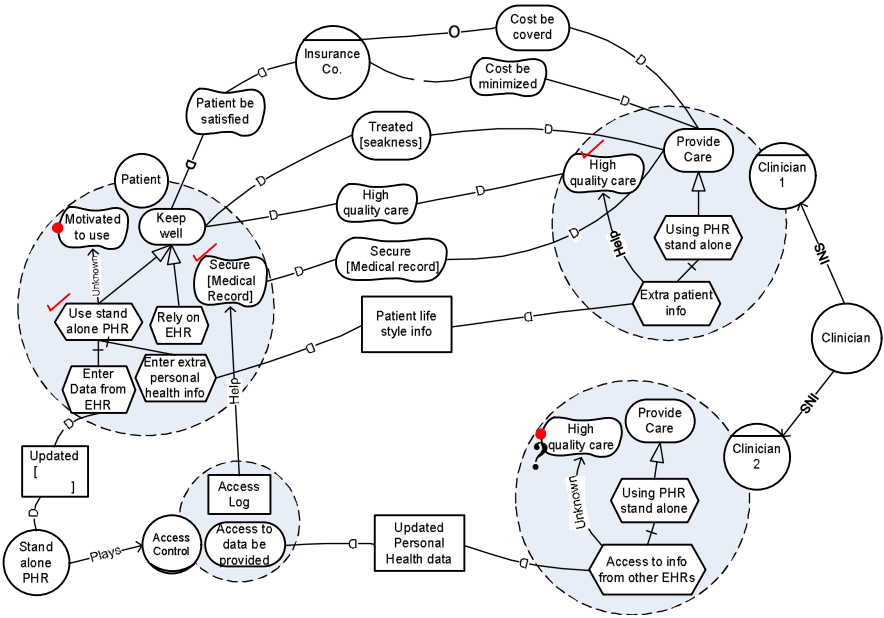 Cost be
coverd
O
D
Insurance
Co.
D
Cost be
minimized
D
Patient be
satisfied
D
Treated
[seakness]
D
D
Provide
Care
High
quality care
Clinician
1
Patient
Motivated
to use
Keep
well
D
High
quality care
D
Using PHR
stand alone
Help
INS
Unknown
Secure
[Medical
Record]
D
Secure
[Medical record]
D
Extra patient
info
Use stand
alone PHR
Rely on
EHR
Patient life
style info
D
D
Clinician
Enter
Data from
EHR
Enter extra
personal
health info
Help
INS
D
Updated
[
]
D
Stand
alone
PHR
Plays
Access
Control
Access
Log
Access to
data be
provided
D
Updated
Personal
Health data
D
?
High
quality care
Provide
Care
Clinician
2
Unknown
Using PHR
stand alone
Access to info
from other EHRs